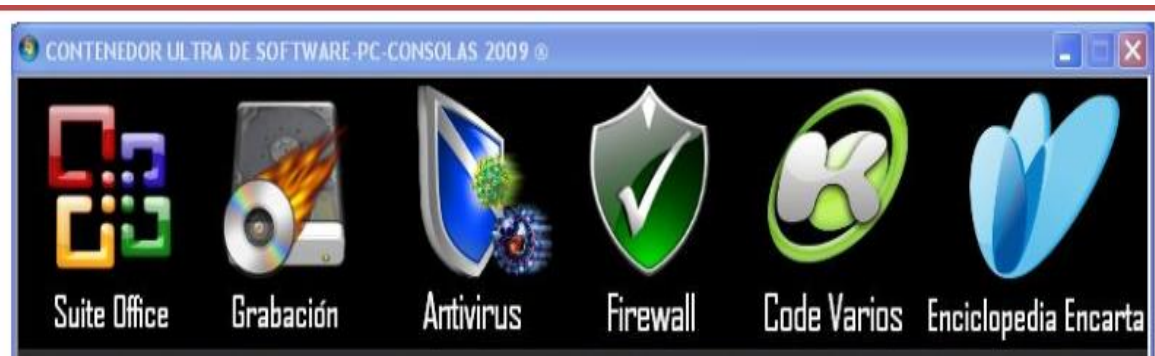 CONTENEDOR ULTRA DE SOFTWARE-PC-CONSOLAS 2009 ®
Suite Office Grabación Antivirus Firewall Code Varios Enciclopedia Encarta